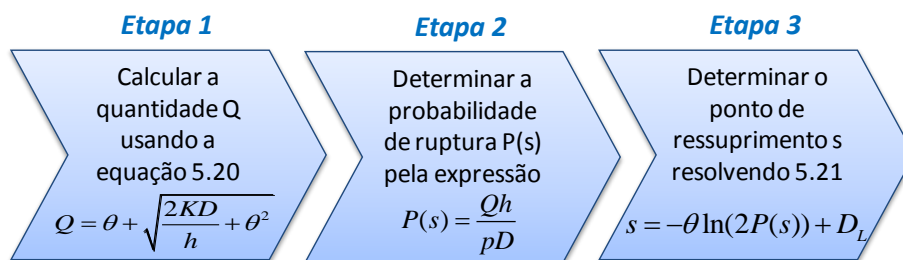 Etapa 1
Calcular a
quantidade Q
usando a
equação 5.20
Q = θ + √(2KD/h + θ²)
Etapa 2
Determinar a
probabilidade
de ruptura P(s)
pela expressão
P(s) = Qh/pD
Etapa 3
Determinar o
ponto de
ressuprimento s
resolvendo 5.21
s = −θ ln(2P(s)) + D_L